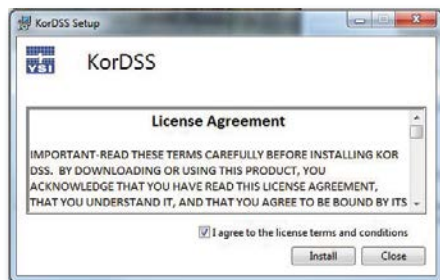 KorDSS Setup
YSI
KorDSS
License Agreement
IMPORTANT-READ THESE TERMS CAREFULLY BEFORE INSTALLING KOR
DSS. BY DOWNLOADING OR USING THIS PRODUCT, YOU
ACKNOWLEDGE THAT YOU HAVE READ THIS LICENSE AGREEMENT,
THAT YOU UNDERSTAND IT, AND THAT YOU AGREE TO BE BOUND BY ITS
I agree to the license terms and conditions
Install Close